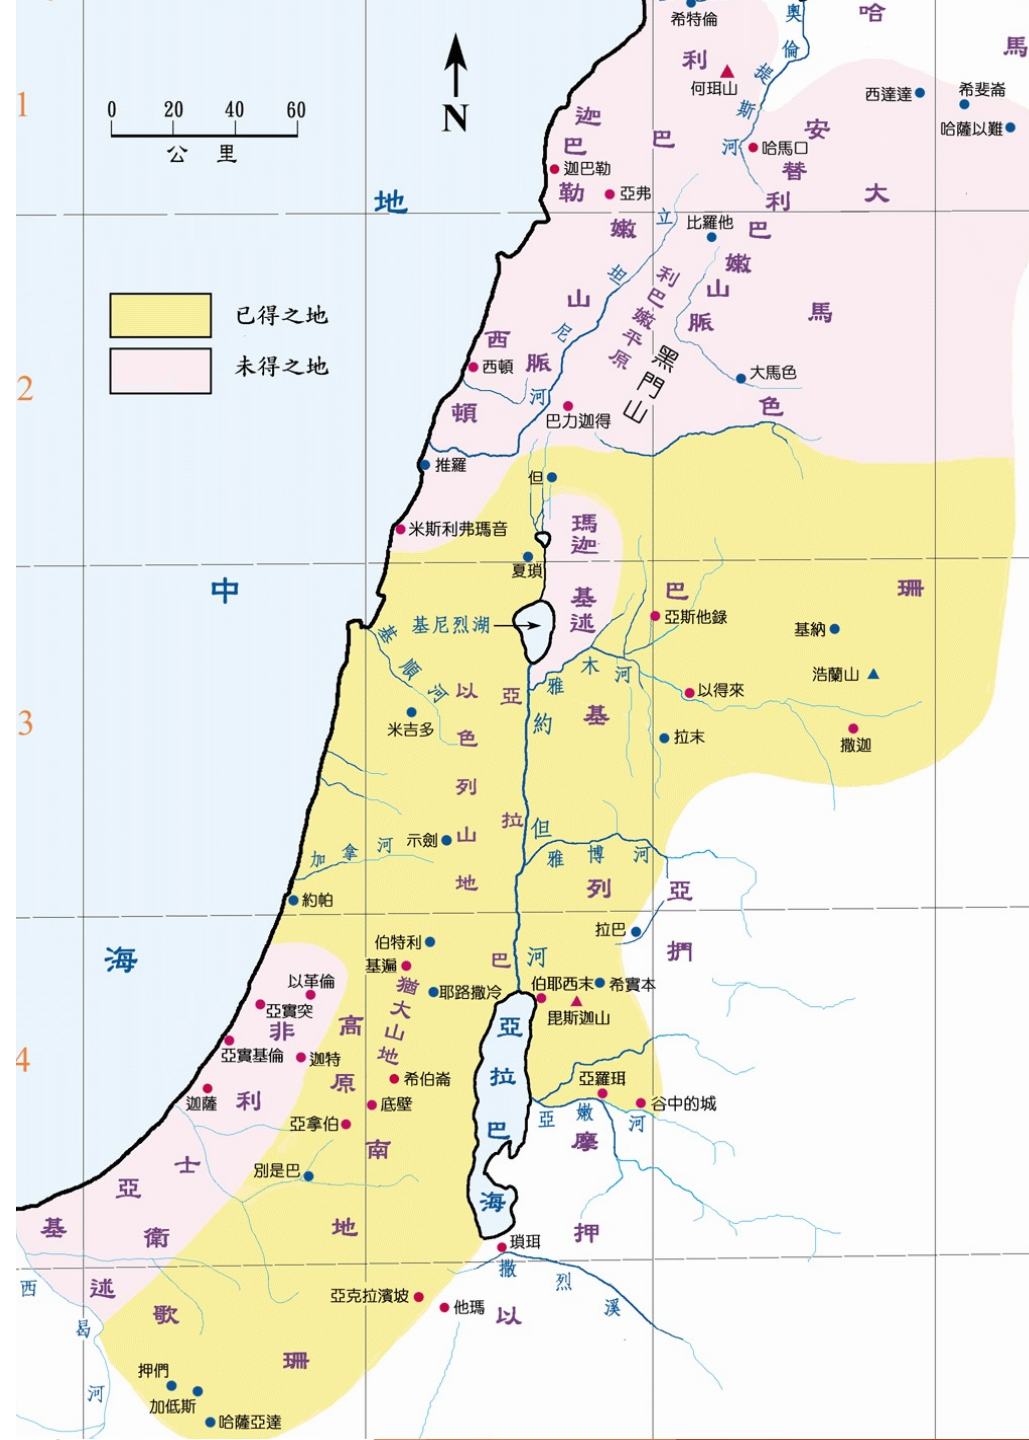 希特倫
奧倫提斯河
哈馬
利巴嫩山脈
何珥山
西達達
希斐崙
哈薩以難
1
0 20 40 60
公 里
N
迦巴勒
安替利巴嫩山脈
哈馬口
迦巴勒
亞弗
大馬色
地中海
立坦尼河
比羅他
利巴嫩平原
黑門山
已得之地
未得之地
西頓
西頓
2
大馬色
巴力迦得
推羅
但
米斯利弗瑪音
瑪迦
夏瑣
基述
巴珊
亞斯他錄
基納
基尼烈湖
浩蘭山
基順河
雅木河
以得來
以色列山地
亞拉巴
基列
米吉多
約但河
3
拉末
撒迦
示劍
加拿河
雅博河
約帕
亞捫
拉巴
伯特利
基遍
耶路撒冷
猶大山地
伯耶西末
希實本
毘斯迦山
以革倫
亞實突
非利士
高原
亞實基倫
迦特
4
亞拉巴海
希伯崙
迦薩
底壁
亞拿伯
亞羅珥
谷中的城
亞嫩河
摩押
南地
別是巴
亞衛
基述
瑣珥
撒烈溪
西曷河
歌珊
亞克拉濱坡
他瑪
以
押們
加低斯
哈薩亞達